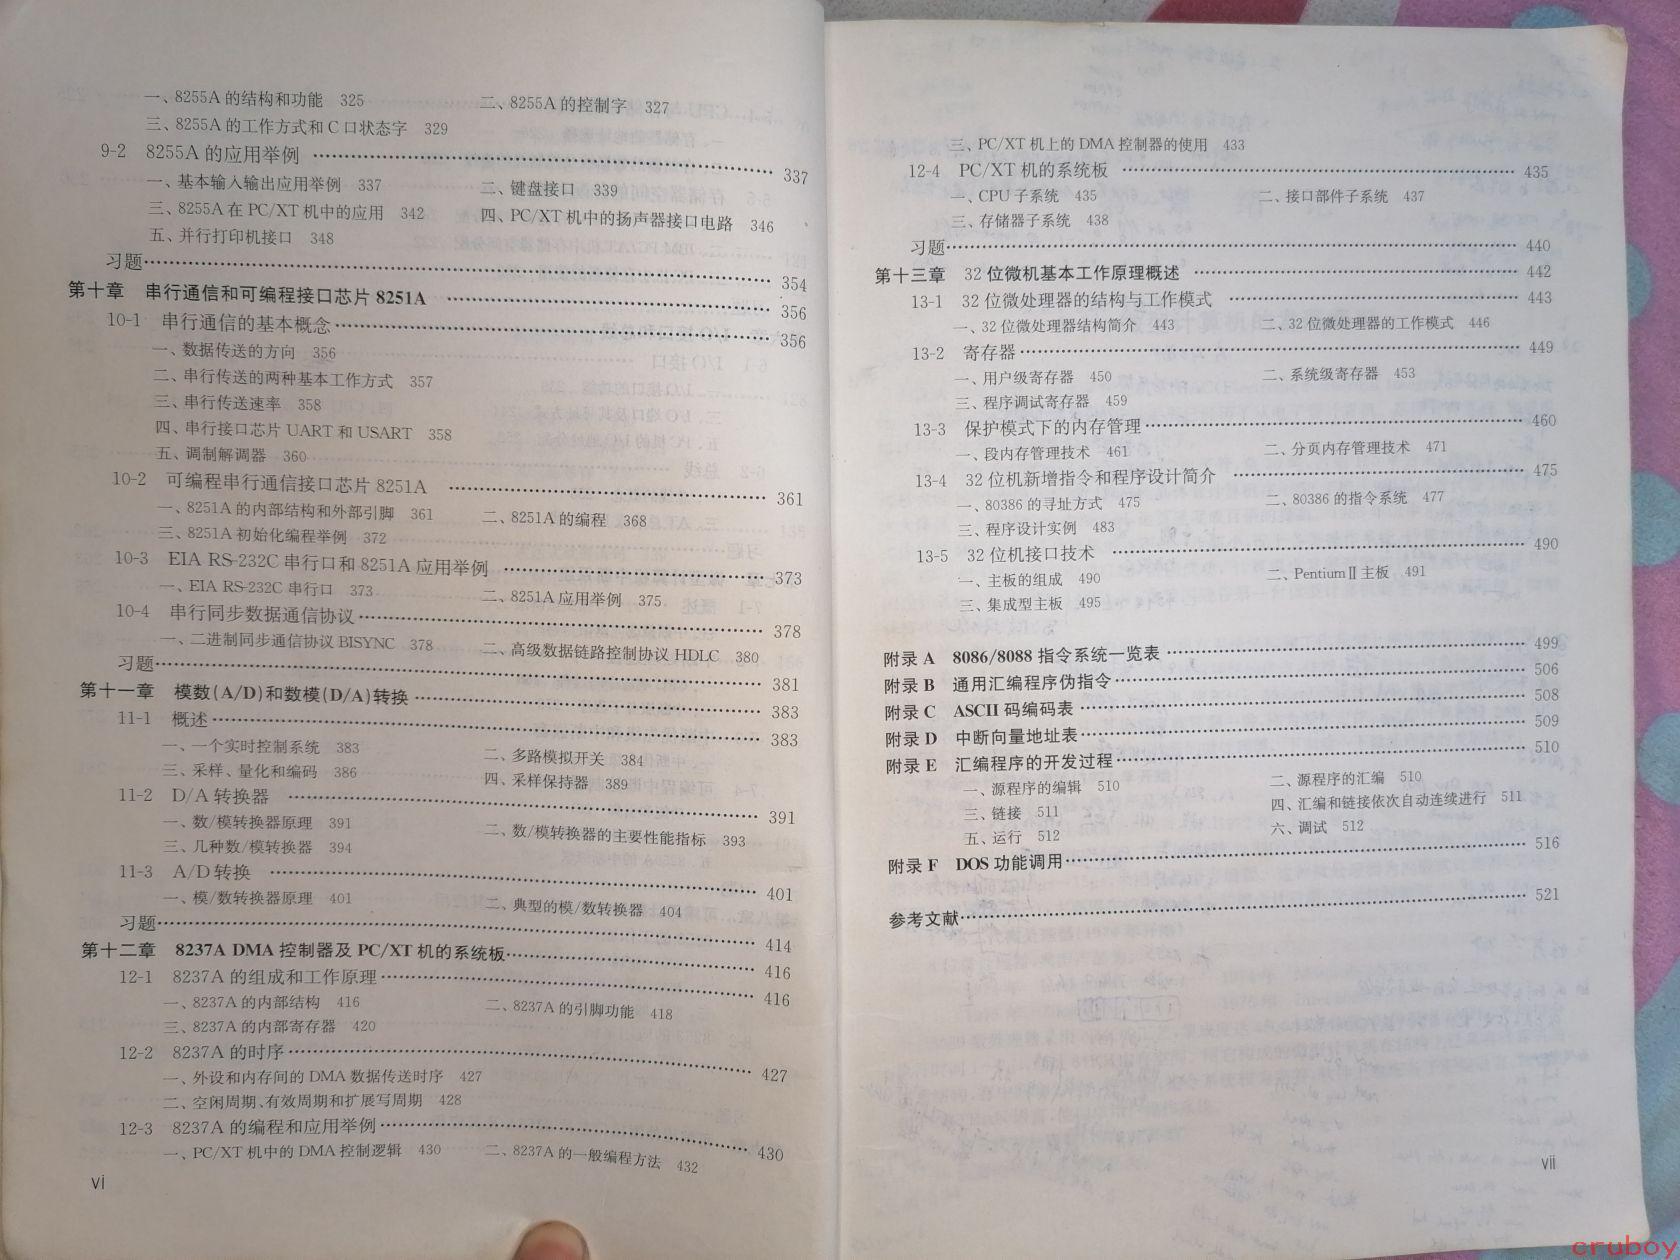 一、8255A 的结构和功能 325 二、8255A 的控制字 327
三、8255A 的工作方式和 C 口状态字 329
9-2 8255A 的应用举例 …… 337
一、基本输入输出应用举例 337 二、键盘接口 339
三、8255A 在 PC/XT 机中的应用 342 四、PC/XT 机中的扬声器接口电路 346
五、并行打印机接口 348
习题 …… 354
第十章 串行通信和可编程接口芯片 8251A …… 356
10-1 串行通信的基本概念 …… 356
一、数据传送的方向 356
二、串行传送的两种基本工作方式 357
三、串行传送速率 358
四、串行接口芯片 UART 和 USART 358
五、调制解调器 360
10-2 可编程串行通信接口芯片 8251A …… 361
一、8251A 的内部结构和外部引脚 361 二、8251A 的编程 368
三、8251A 初始化编程举例 372
10-3 EIA RS-232C 串行口和 8251A 应用举例 …… 373
一、EIA RS-232C 串行口 373 二、8251A 应用举例 375
10-4 串行同步数据通信协议 …… 378
一、二进制同步通信协议 BISYNC 378 二、高级数据链路控制协议 HDLC 380
习题 …… 381
第十一章 模数(A/D)和数模(D/A)转换 …… 383
11-1 概述 …… 383
一、一个实时控制系统 383 二、多路模拟开关 384
三、采样、量化和编码 386 四、采样保持器 389
11-2 D/A 转换器 …… 391
一、数/模转换器原理 391 二、数/模转换器的主要性能指标 393
三、几种数/模转换器 394
11-3 A/D 转换 …… 401
一、模/数转换器原理 401 二、典型的模/数转换器 404
习题 …… 414
第十二章 8237A DMA 控制器及 PC/XT 机的系统板 …… 416
12-1 8237A 的组成和工作原理 …… 416
一、8237A 的内部结构 416 二、8237A 的引脚功能 418
三、8237A 的内部寄存器 420
12-2 8237A 的时序 …… 427
一、外设和内存间的 DMA 数据传送时序 427
二、空闲周期、有效周期和扩展写周期 428
12-3 8237A 的编程和应用举例 …… 430
一、PC/XT 机中的 DMA 控制逻辑 430 二、8237A 的一般编程方法 432
vi
三、PC/XT 机上的 DMA 控制器的使用 433
12-4 PC/XT 机的系统板 …… 435
一、CPU 子系统 435 二、接口部件子系统 437
三、存储器子系统 438
习题 …… 440
第十三章 32 位微机基本工作原理概述 …… 442
13-1 32 位微处理器的结构与工作模式 …… 443
一、32 位微处理器结构简介 443 二、32 位微处理器的工作模式 446
13-2 寄存器 …… 449
一、用户级寄存器 450 二、系统级寄存器 453
三、程序调试寄存器 459
13-3 保护模式下的内存管理 …… 460
一、段内存管理技术 461 二、分页内存管理技术 471
13-4 32 位机新增指令和程序设计简介 …… 475
一、80386 的寻址方式 475 二、80386 的指令系统 477
三、程序设计实例 483
13-5 32 位机接口技术 …… 490
一、主板的组成 490 二、PentiumⅡ 主板 491
三、集成型主板 495
附录 A 8086/8088 指令系统一览表 …… 499
附录 B 通用汇编程序伪指令 …… 506
附录 C ASCII 码编码表 …… 508
附录 D 中断向量地址表 …… 509
附录 E 汇编程序的开发过程 …… 510
一、源程序的编辑 510 二、源程序的汇编 510
三、链接 511 四、汇编和链接依次自动连续进行 511
五、运行 512 六、调试 512
附录 F DOS 功能调用 …… 516
参考文献 …… 521
vii
cruboy